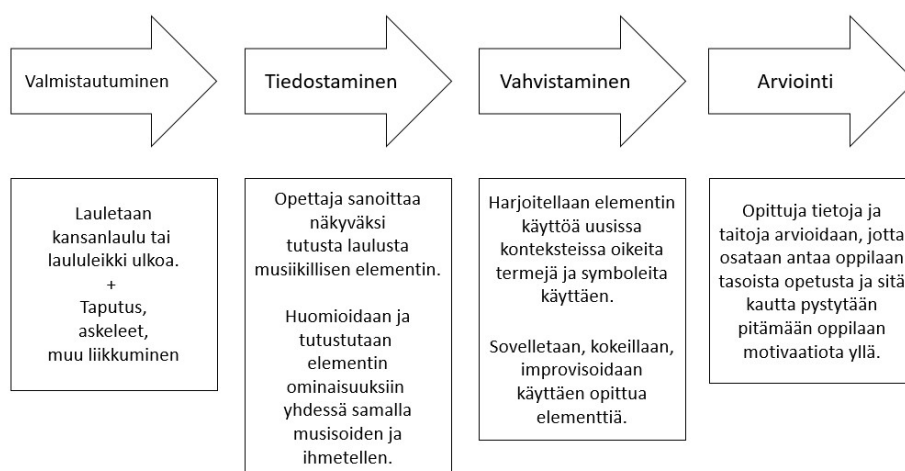 Valmistautuminen
Tiedostaminen
Vahvistaminen
Arviointi
Lauletaan
kansanlaulu tai
laululeikki ulkoa.
+
Taputus,
askeleet,
muu liikkuminen
Opettaja sanoittaa
näkyväksi
tutusta laulusta
musiikillisen elementin.
Huomioidaan ja
tutustutaan
elementin
ominaisuuksiin
yhdessä samalla
musisoiden ja
ihmetellen.
Harjoitellaan elementin
käyttöä uusissa
konteksteissa oikeita
termejä ja symboleita
käyttäen.
Sovelletaan, kokeillaan,
improvisoidaan
käyttäen opittua
elementtiä.
Opittuja tietoja ja
taitoja arvioidaan, jotta
osataan antaa oppilaan
tasoista opetusta ja sitä
kautta pystytään
pitämään oppilaan
motivaatiota yllä.